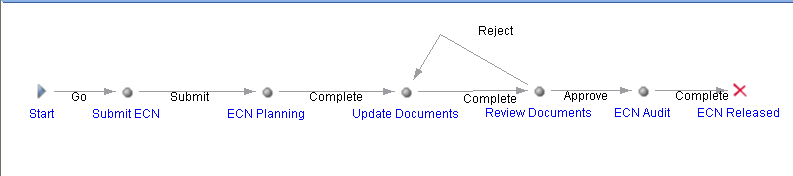 Reject
Go
Submit
Complete
Complete
Approve
Complete
Start
Submit ECN
ECN Planning
Update Documents
Review Documents
ECN Audit
ECN Released